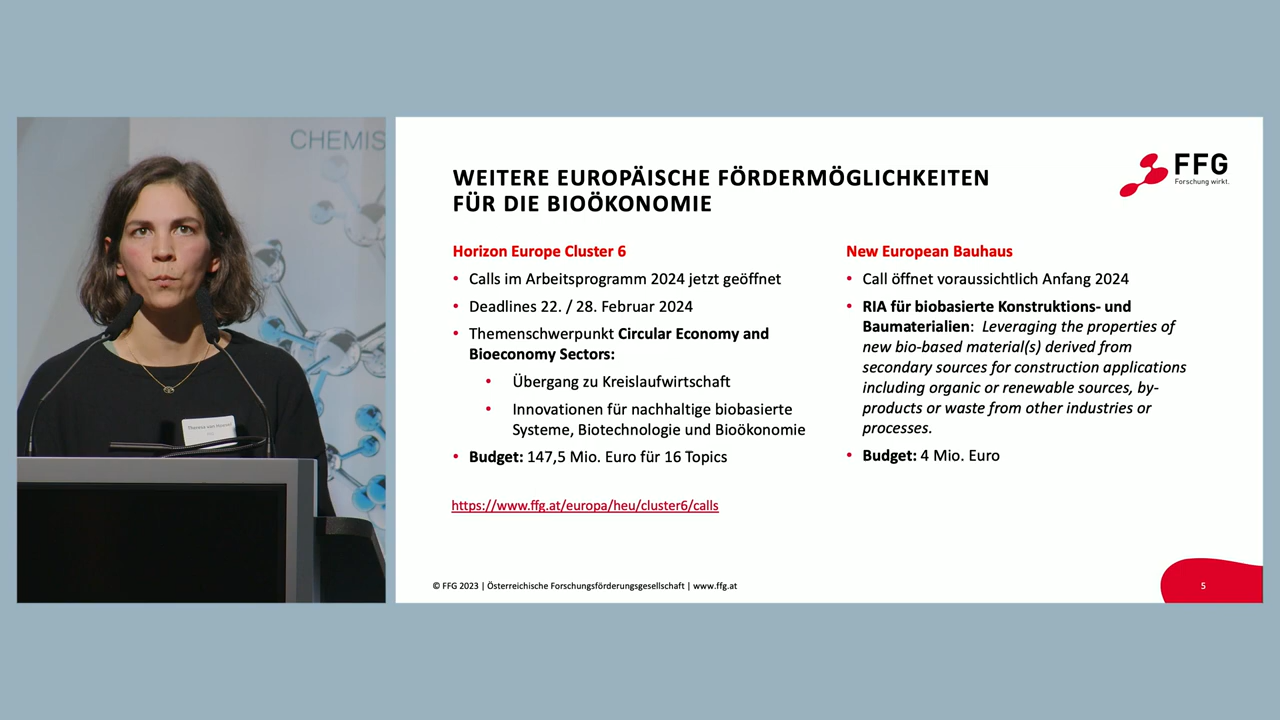 CHEMIS
WEITERE EUROPÄISCHE FÖRDERMÖGLICHKEITEN
FÜR DIE BIOÖKONOMIE
FFG
Forschung wirkt.
Horizon Europe Cluster 6
• Calls im Arbeitsprogramm 2024 jetzt geöffnet
• Deadlines 22. / 28. Februar 2024
• Themenschwerpunkt Circular Economy and
Bioeconomy Sectors:
• Übergang zu Kreislaufwirtschaft
• Innovationen für nachhaltige biobasierte
Systeme, Biotechnologie und Bioökonomie
• Budget: 147,5 Mio. Euro für 16 Topics
https://www.ffg.at/europa/heu/cluster6/calls
New European Bauhaus
• Call öffnet voraussichtlich Anfang 2024
• RIA für biobasierte Konstruktions- und
Baumaterialien: Leveraging the properties of
new bio-based material(s) derived from
secondary sources for construction applications
including organic or renewable sources, by-
products or waste from other industries or
processes.
• Budget: 4 Mio. Euro
© FFG 2023 | Österreichische Forschungsförderungsgesellschaft | www.ffg.at
5